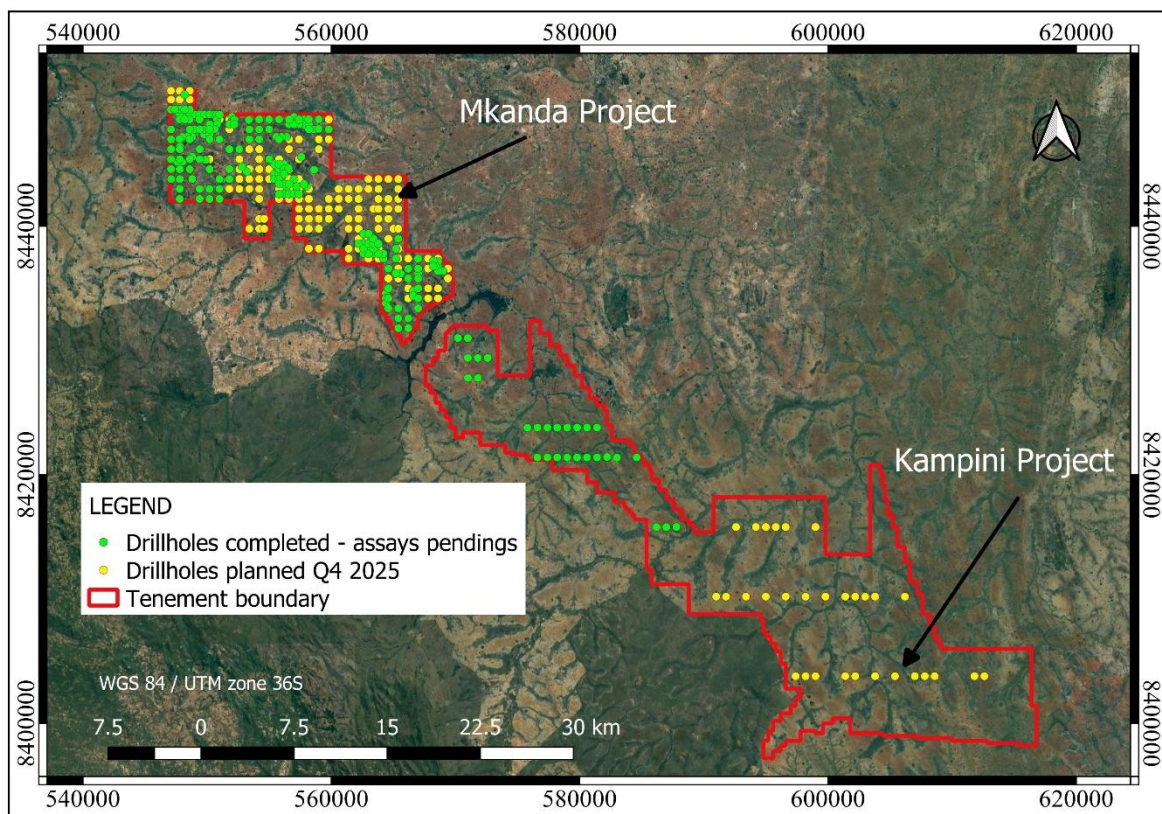 540000 560000 580000 600000 620000
Mkanda Project
8440000
8440000
Kampini Project
8420000
8420000
LEGEND
Drillholes completed - assays pendings
Drillholes planned Q4 2025
Tenement boundary
WGS 84 / UTM zone 36S
7.5 0 7.5 15 22.5 30 km
8400000
8400000
540000 560000 580000 600000 620000